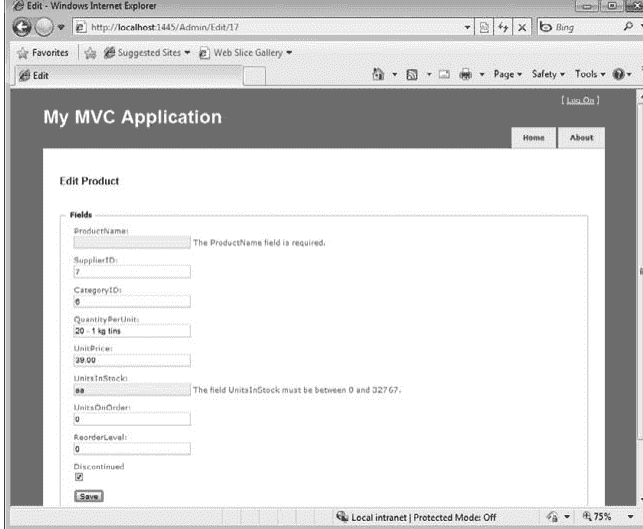 Edit - Windows Internet Explorer
http://localhost:1445/Admin/Edit/17
Bing
Favorites
Suggested Sites
Web Slice Gallery
Edit
Page
Safety
Tools
[ Log On ]
My MVC Application
Home
About
Edit Product
Fields
ProductName:
The ProductName field is required.
SupplierID:
7
CategoryID:
6
QuantityPerUnit:
20 - 1 kg tins
UnitPrice:
39.00
UnitsInStock:
aa
The field UnitsInStock must be between 0 and 32767.
UnitsOnOrder:
0
ReorderLevel:
0
Discontinued
Save
Local intranet | Protected Mode: Off
75%